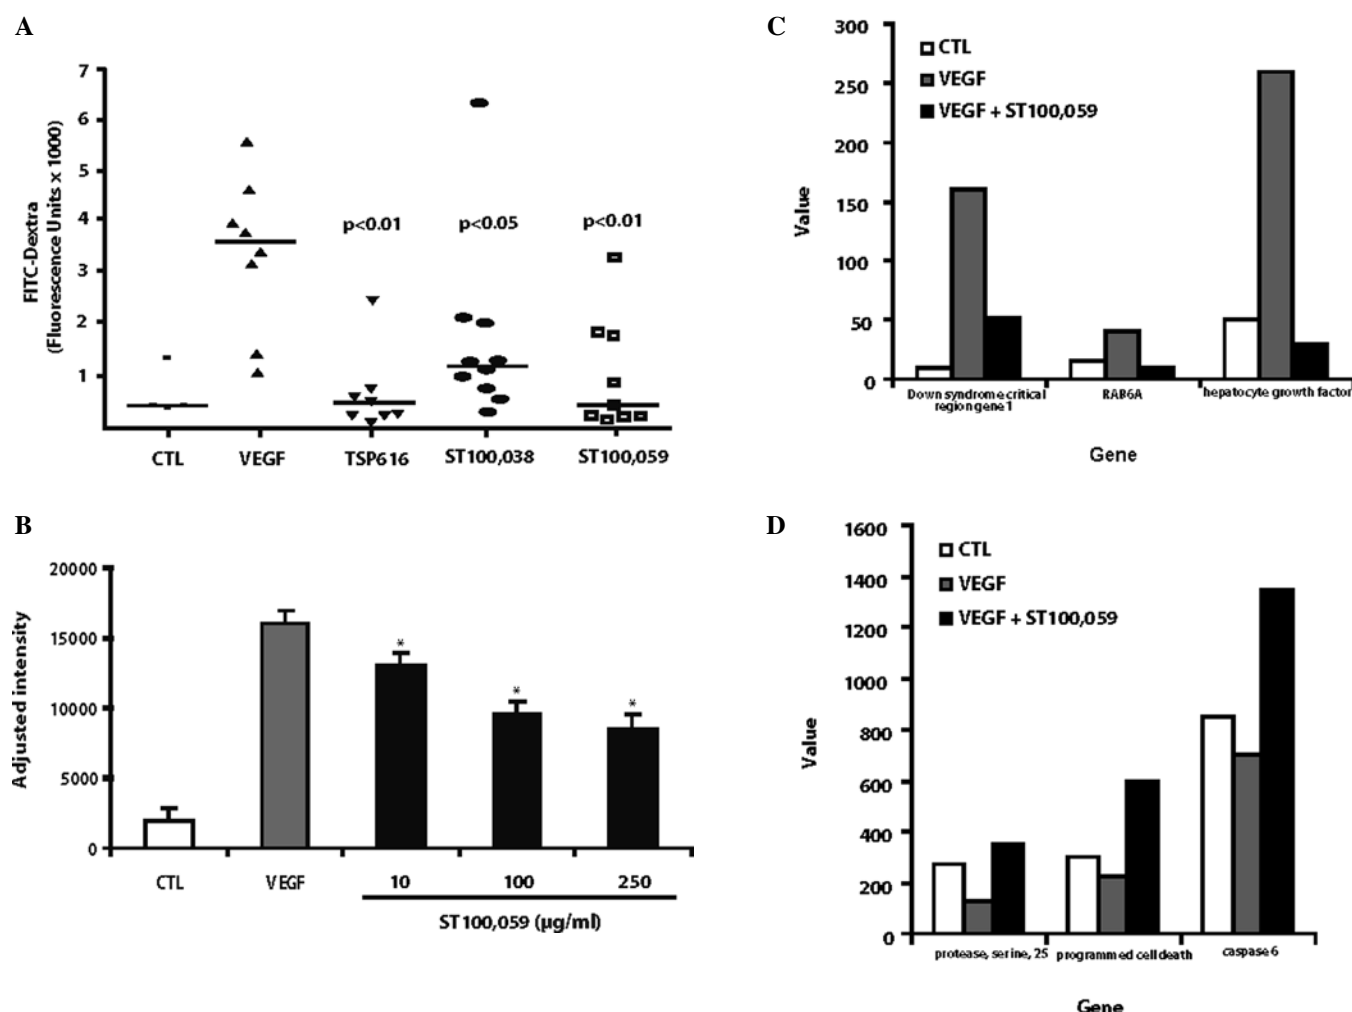 A
7
6
5
4
3
2
1
FITC-Dextra
(Fluorescence Units x 1000)
p<0.01
p<0.05
p<0.01
CTL
VEGF
TSP616
ST100,038
ST100,059
B
20000
15000
10000
5000
0
Adjusted intensity
*
*
*
CTL
VEGF
10
100
250
ST100,059 (µg/ml)
C
300
250
200
150
100
50
0
Value
CTL
VEGF
VEGF + ST100,059
Down syndrome critical
region gene 1
RAB6A
hepatocyte growth factor
Gene
D
1600
1400
1200
1000
800
600
400
200
0
Value
CTL
VEGF
VEGF + ST100,059
protease, serine, 25
programmed cell death
caspase 6
Gene